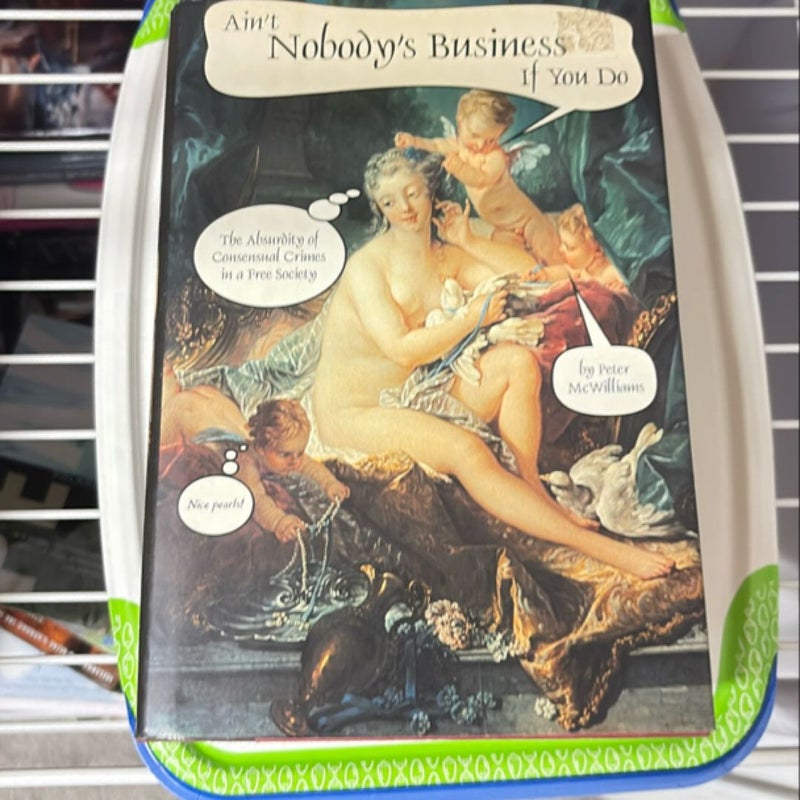 Ain't
Nobody's Business
If You Do
The Absurdity of
Consensual Crimes
in a Free Society
by Peter
McWilliams
Nice pearls!